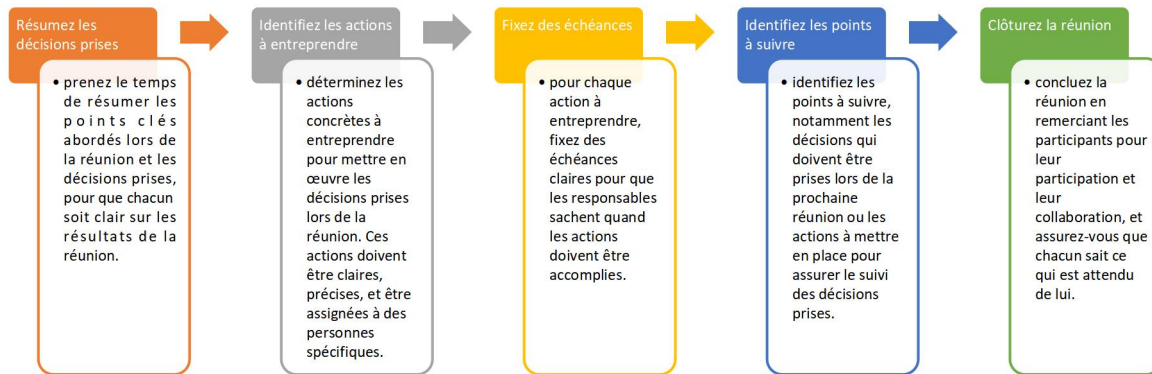 Résumez les
décisions prises
• prenez le temps
de résumer les
points clés
abordés lors de
la réunion et les
décisions prises,
pour que chacun
soit clair sur les
résultats de la
réunion.
Identifiez les actions
à entreprendre
• déterminez les
actions
concrètes à
entreprendre
pour mettre en
œuvre les
décisions prises
lors de la
réunion. Ces
actions doivent
être claires,
précises, et être
assignées à des
personnes
spécifiques.
Fixez des échéances
• pour chaque
action à
entreprendre,
fixez des
échéances
claires pour que
les responsables
sachent quand
les actions
doivent être
accomplies.
Identifiez les points
à suivre
• identifiez les
points à suivre,
notamment les
décisions qui
doivent être
prises lors de la
prochaine
réunion ou les
actions à mettre
en place pour
assurer le suivi
des décisions
prises.
Clôturez la réunion
• concluez la
réunion en
remerciant les
participants pour
leur
participation et
leur
collaboration, et
assurez-vous que
chacun sait ce
qui est attendu
de lui.